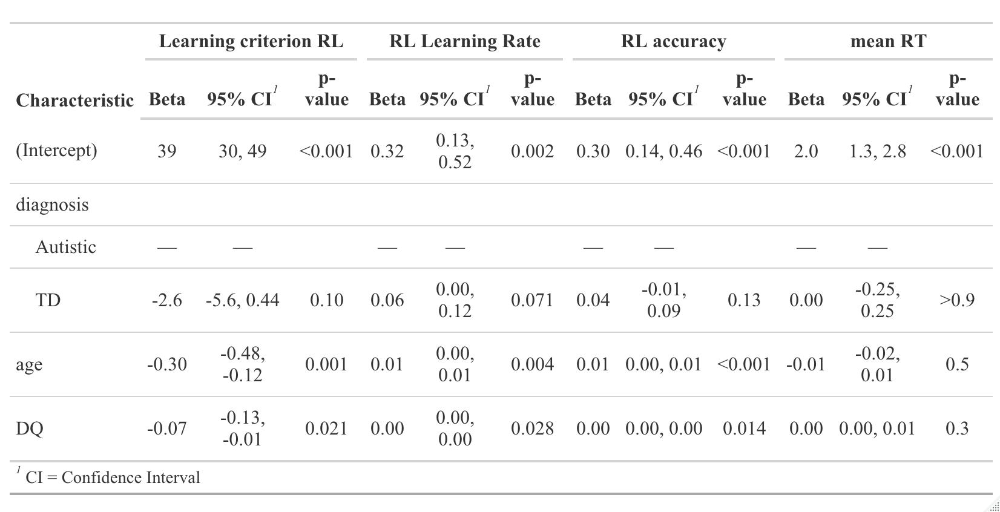 Learning criterion RL RL Learning Rate RL accuracy mean RT
Characteristic Beta 95% CI1 p-value Beta 95% CI1 p-value Beta 95% CI1 p-value Beta 95% CI1 p-value
(Intercept) 39 30, 49 <0.001 0.32 0.13, 0.52 0.002 0.30 0.14, 0.46 <0.001 2.0 1.3, 2.8 <0.001
diagnosis
Autistic — — — — — — — —
TD -2.6 -5.6, 0.44 0.10 0.06 0.00, 0.12 0.071 0.04 -0.01, 0.09 0.13 0.00 -0.25, 0.25 >0.9
age -0.30 -0.48, -0.12 0.001 0.01 0.00, 0.01 0.004 0.01 0.00, 0.01 <0.001 -0.01 -0.02, 0.01 0.5
DQ -0.07 -0.13, -0.01 0.021 0.00 0.00, 0.00 0.028 0.00 0.00, 0.00 0.014 0.00 0.00, 0.01 0.3
1 CI = Confidence Interval